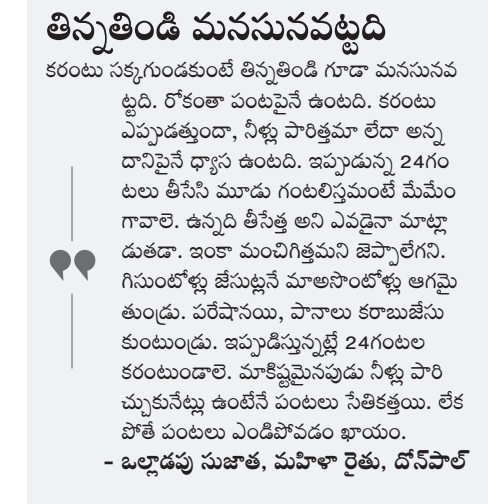 తిన్నతిండి మనసునవట్టది
కరంటు సక్కగుండకుంటే తిన్నతిండి గూడా మనసునవ
ట్టది. రోకంతా పంటపైనే ఉంటది. కరంటు
ఎప్పుడత్తుందా, నీళ్లు పారిత్తమా లేదా అన్న
దానిపైనే ధ్యాస ఉంటది. ఇప్పుడున్న 24గం
టలు తీసేసి మూడు గంటలిస్తమంటే మేమేం
గావాలె. ఉన్నది తీసేత్త అని ఎవడైనా మాట్లా
డుతడా. ఇంకా మంచిగిత్తమని జెప్పాలేగని.
గిసుంటోళ్లు జేసుట్లనే మాఅసొంటోళ్లు ఆగమై
తుండ్రు. పరేషానయి, పానాలు కరాబుజేసు
కుంటుండ్రు. ఇప్పుడిస్తున్నట్లే 24గంటల
కరంటుండాలె. మాకిష్టమైనపుడు నీళ్లు పారి
చ్చుకునేట్లు ఉంటేనే పంటలు సేతికత్తయి. లేక
పోతే పంటలు ఎండిపోవడం ఖాయం.
- ఒల్లాడపు సుజాత, మహిళా రైతు, దోన్‌పాల్